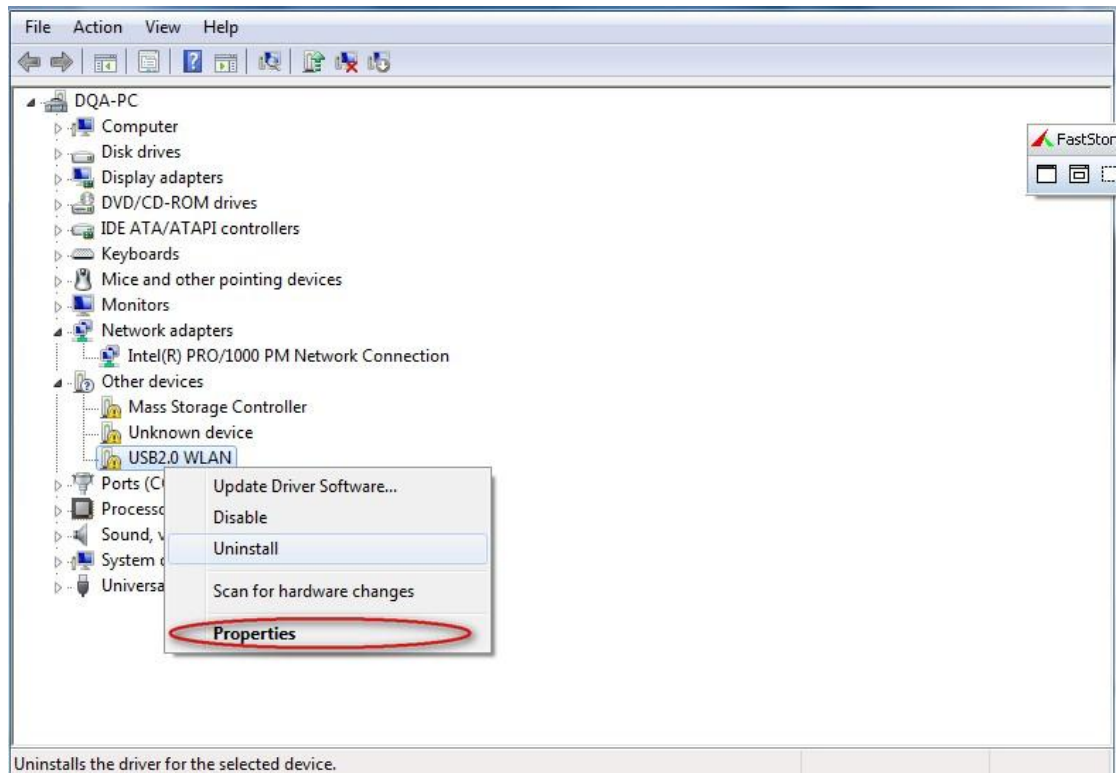 File Action View Help
DQA-PC
Computer
Disk drives
FastStor
Display adapters
DVD/CD-ROM drives
IDE ATA/ATAPI controllers
Keyboards
Mice and other pointing devices
Monitors
Network adapters
Intel(R) PRO/1000 PM Network Connection
Other devices
Mass Storage Controller
Unknown device
USB2.0 WLAN
Ports (C
Update Driver Software...
Processo
Disable
Sound, v
Uninstall
System d
Universa
Scan for hardware changes
Properties
Uninstalls the driver for the selected device.